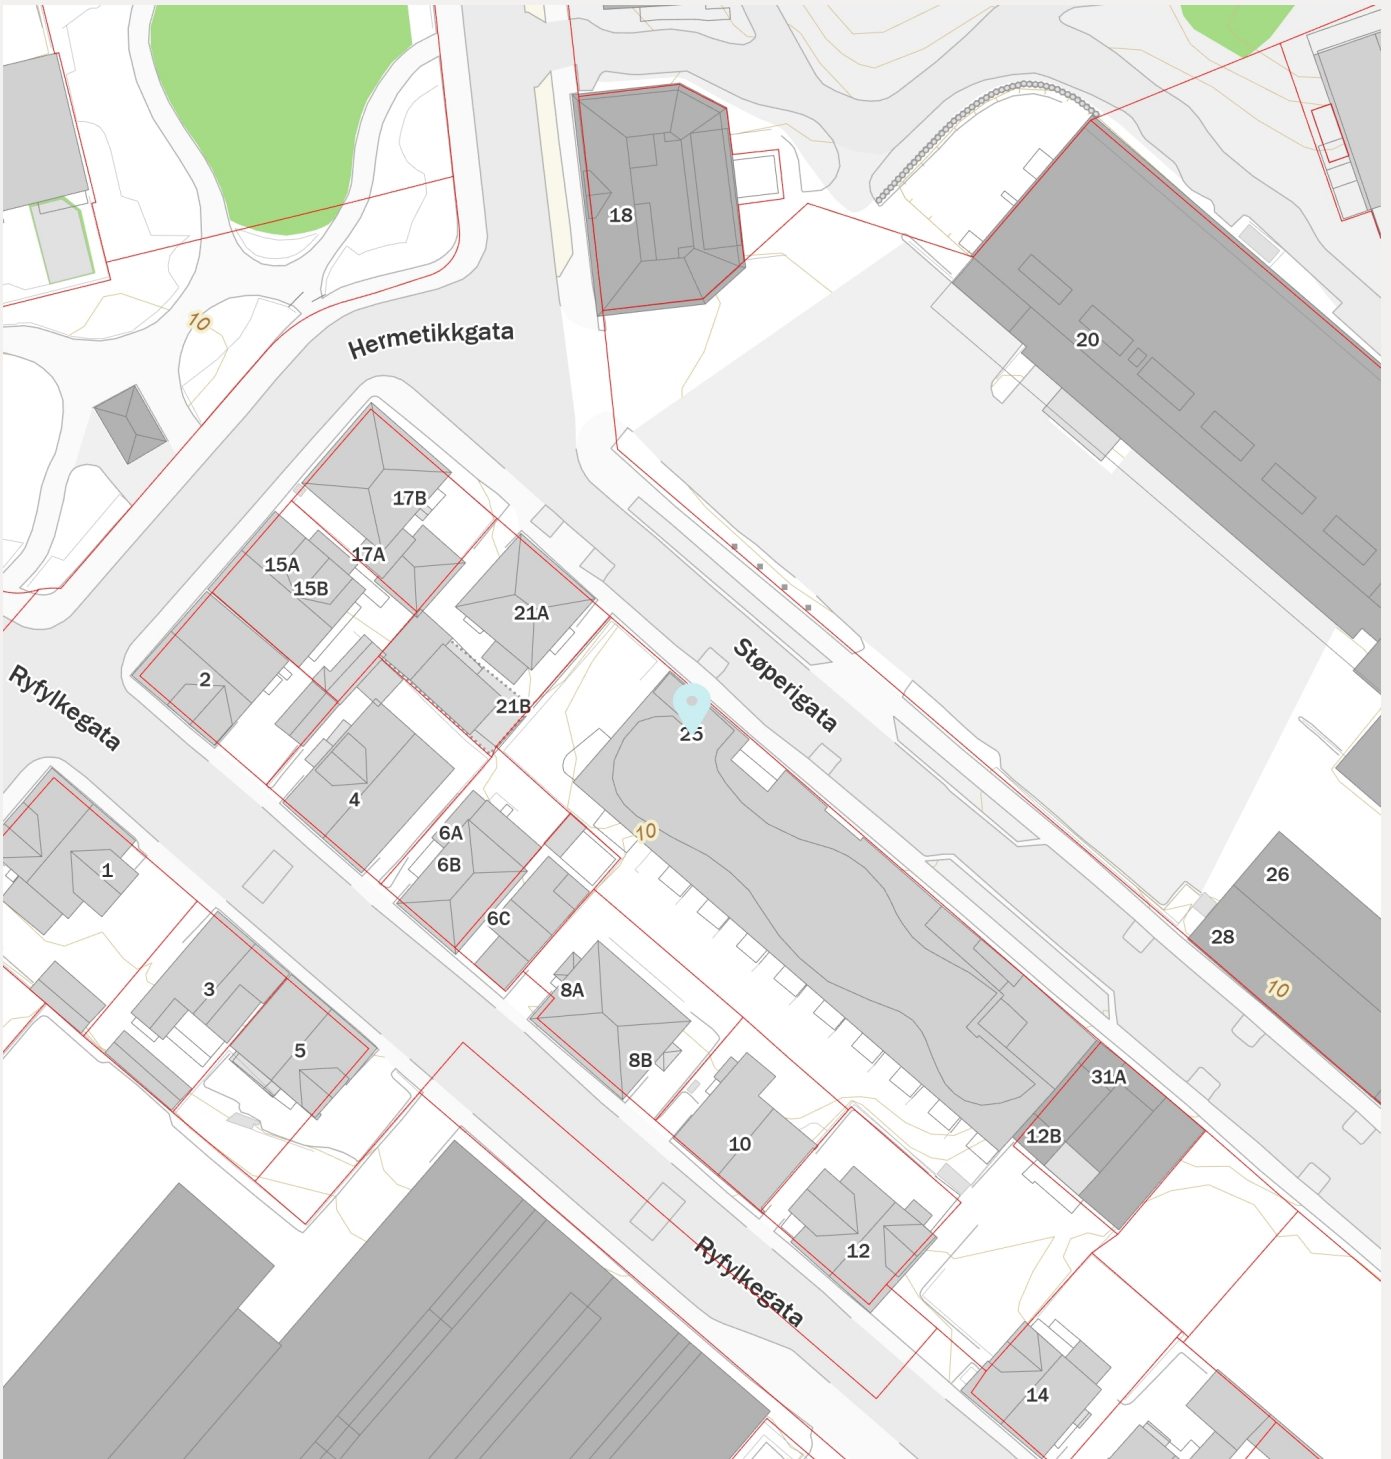 18
10
Hermetikkgata
20
17B
17A
15A
15B
21A
2
Ryfylkegata
Støperigata
21B
25
4
10
6A
6B
1
26
6C
28
3
8A
10
5
8B
31A
12B
10
12
Ryfylkegata
14